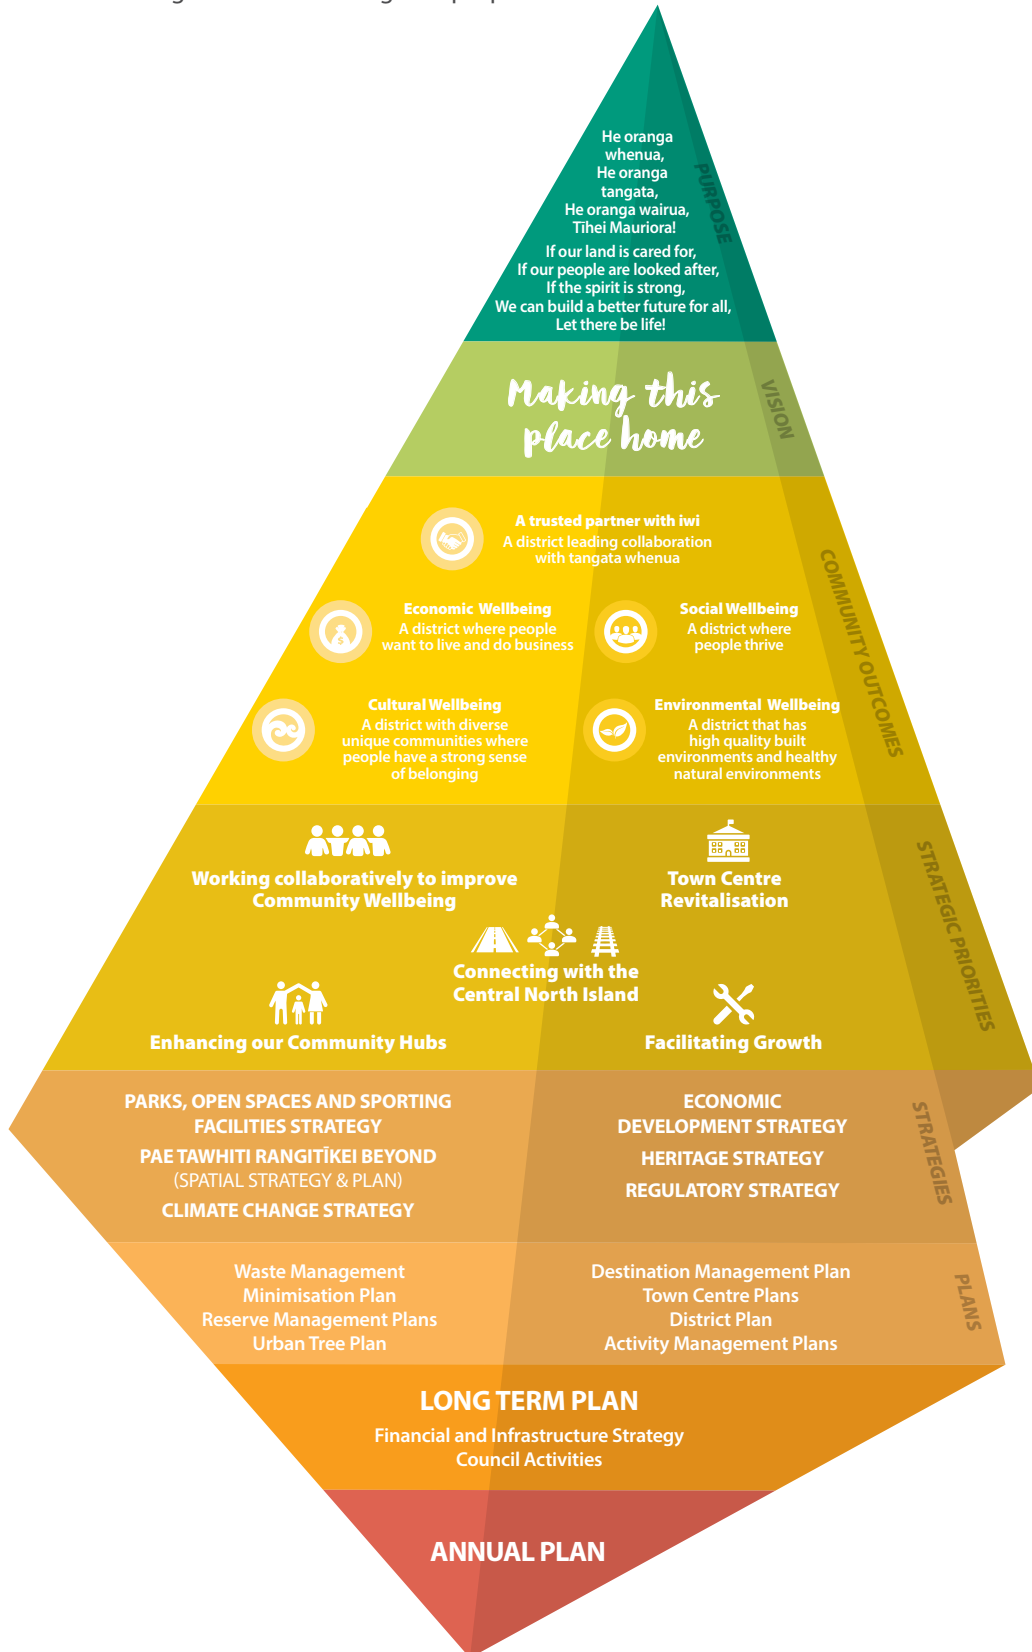 He oranga
whenua,
He oranga
tangata,
He oranga wairua,
Tīhei Mauriora!
If our land is cared for,
If our people are looked after,
If the spirit is strong,
We can build a better future for all,
Let there be life!
PURPOSE
Making this
place home
VISION
A trusted partner with iwi
A district leading collaboration
with tangata whenua
Economic Wellbeing
A district where people
want to live and do business
Social Wellbeing
A district where
people thrive
Cultural Wellbeing
A district with diverse
unique communities where
people have a strong sense
of belonging
Environmental Wellbeing
A district that has
high quality built
environments and healthy
natural environments
COMMUNITY OUTCOMES
Working collaboratively to improve
Community Wellbeing
Town Centre
Revitalisation
Connecting with the
Central North Island
Enhancing our Community Hubs
Facilitating Growth
STRATEGIC PRIORITIES
PARKS, OPEN SPACES AND SPORTING
FACILITIES STRATEGY
PAE TAWHITI RANGITĪKEI BEYOND
(SPATIAL STRATEGY & PLAN)
CLIMATE CHANGE STRATEGY
ECONOMIC
DEVELOPMENT STRATEGY
HERITAGE STRATEGY
REGULATORY STRATEGY
STRATEGIES
Waste Management
Minimisation Plan
Reserve Management Plans
Urban Tree Plan
Destination Management Plan
Town Centre Plans
District Plan
Activity Management Plans
PLANS
LONG TERM PLAN
Financial and Infrastructure Strategy
Council Activities
ANNUAL PLAN